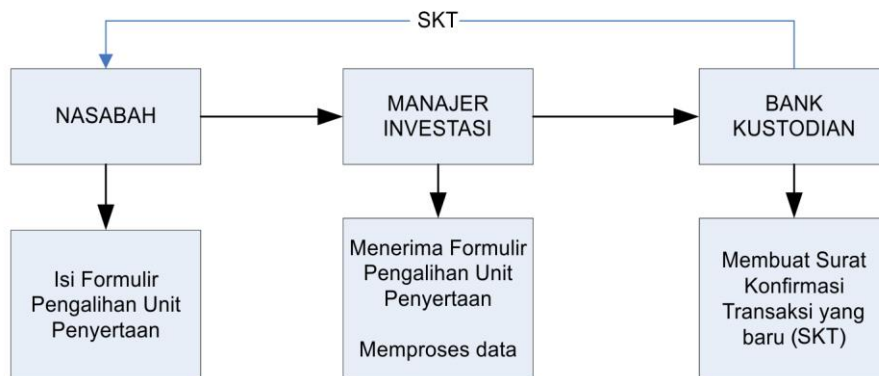 SKT
NASABAH
MANAJER
INVESTASI
BANK
KUSTODIAN
Isi Formulir
Pengalihan Unit
Penyertaan
Menerima Formulir
Pengalihan Unit
Penyertaan
Memproses data
Membuat Surat
Konfirmasi
Transaksi yang
baru (SKT)